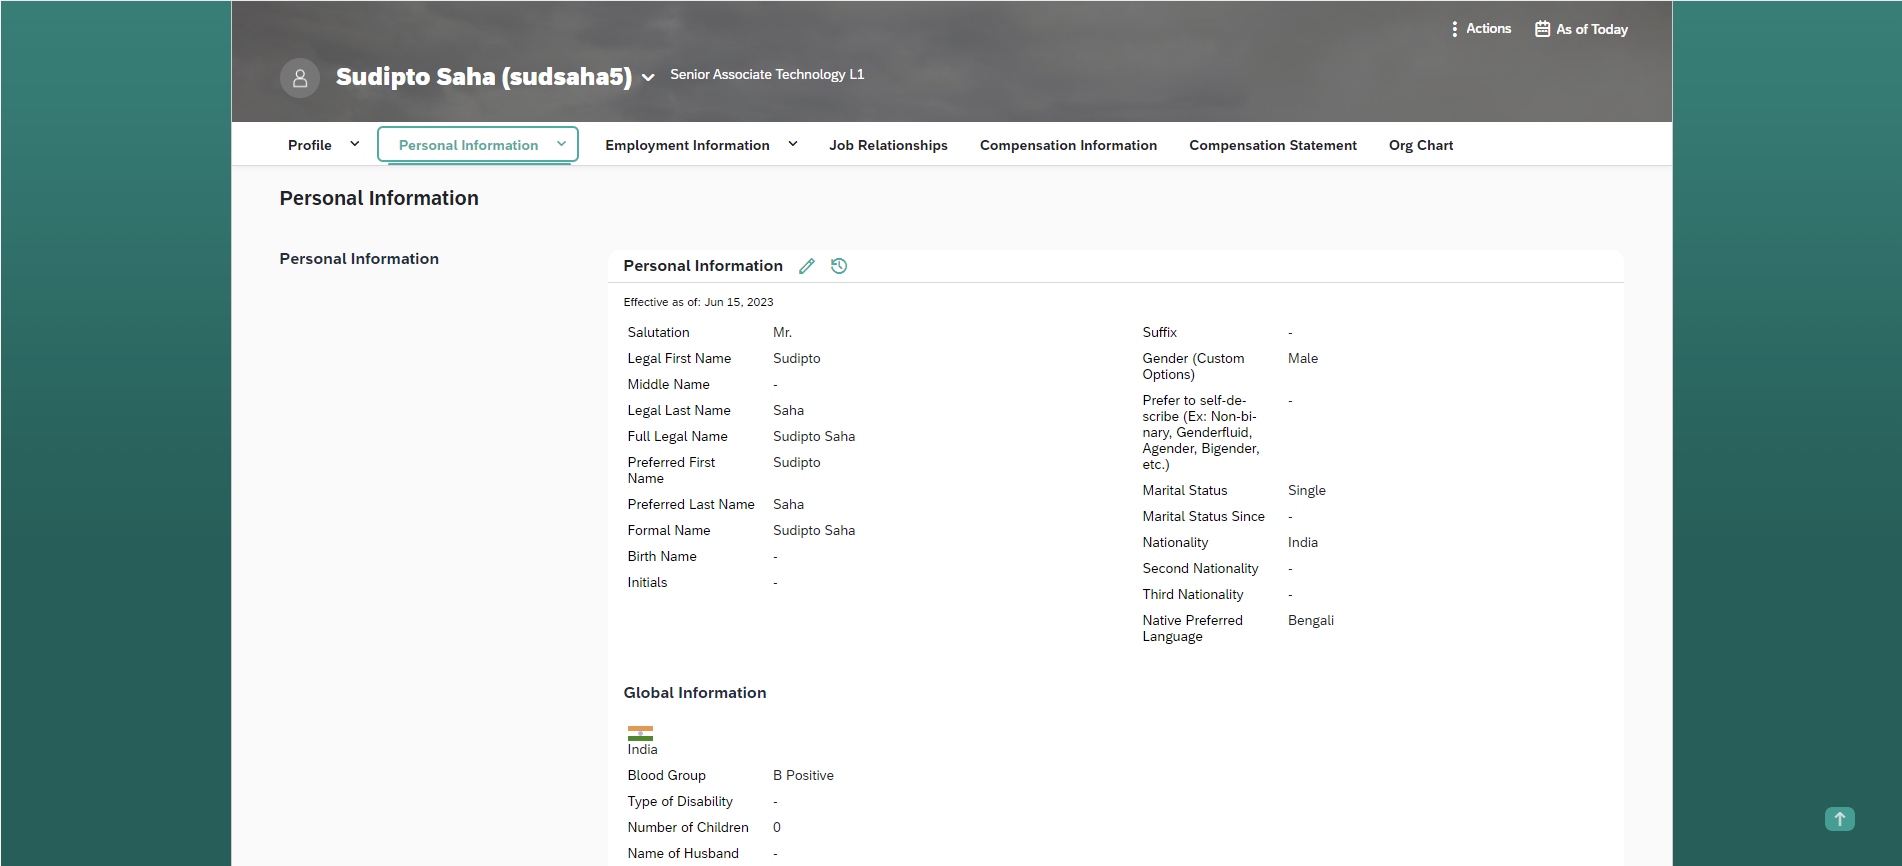 Actions
As of Today
Sudipto Saha (sudsaha5)
Senior Associate Technology L1
Profile
Personal Information
Employment Information
Job Relationships
Compensation Information
Compensation Statement
Org Chart
Personal Information
Personal Information
Personal Information
Effective as of: Jun 15, 2023
Salutation Mr.
Legal First Name Sudipto
Middle Name -
Legal Last Name Saha
Full Legal Name Sudipto Saha
Preferred First Sudipto
Name
Preferred Last Name Saha
Formal Name Sudipto Saha
Birth Name -
Initials -
Suffix -
Gender (Custom Male
Options)
Prefer to self-de- -
scribe (Ex: Non-bi-
nary, Genderfluid,
Agender, Bigender,
etc.)
Marital Status Single
Marital Status Since -
Nationality India
Second Nationality -
Third Nationality -
Native Preferred Bengali
Language
Global Information
India
Blood Group B Positive
Type of Disability -
Number of Children 0
Name of Husband -